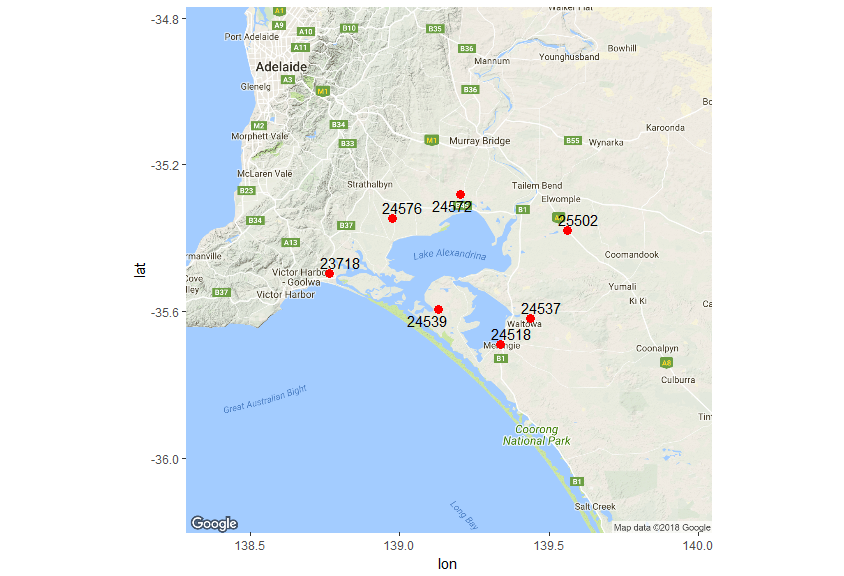 -34.8
-35.2
-35.6
-36.0
lat
138.5
139.0
139.5
140.0
lon
Walker Flat
A1
A9
B10
B35
Port Adelaide
A11
Adelaide
B36
Bowhill
Mannum
Younghusband
Glenelg
A3
M1
B36
M2
B34
Morphett Vale
B33
M1
Murray Bridge
B55
Karoonda
Wynarka
McLaren Vale
B23
Strathalbyn
Tailem Bend
Elwomple
24576
24572
B1
25502
B34
B37
A13
Lake Alexandrina
Coomandook
23718
Victor Harbor
- Goolwa
Victor Harbor
B37
Yumali
Ki Ki
24539
24537
Waltowa
24518
B1
Coonalpyn
A8
Culburra
Great Australian Bight
Coorong
National Park
B1
Salt Creek
Long Bay
Google
Map data ©2018 Google